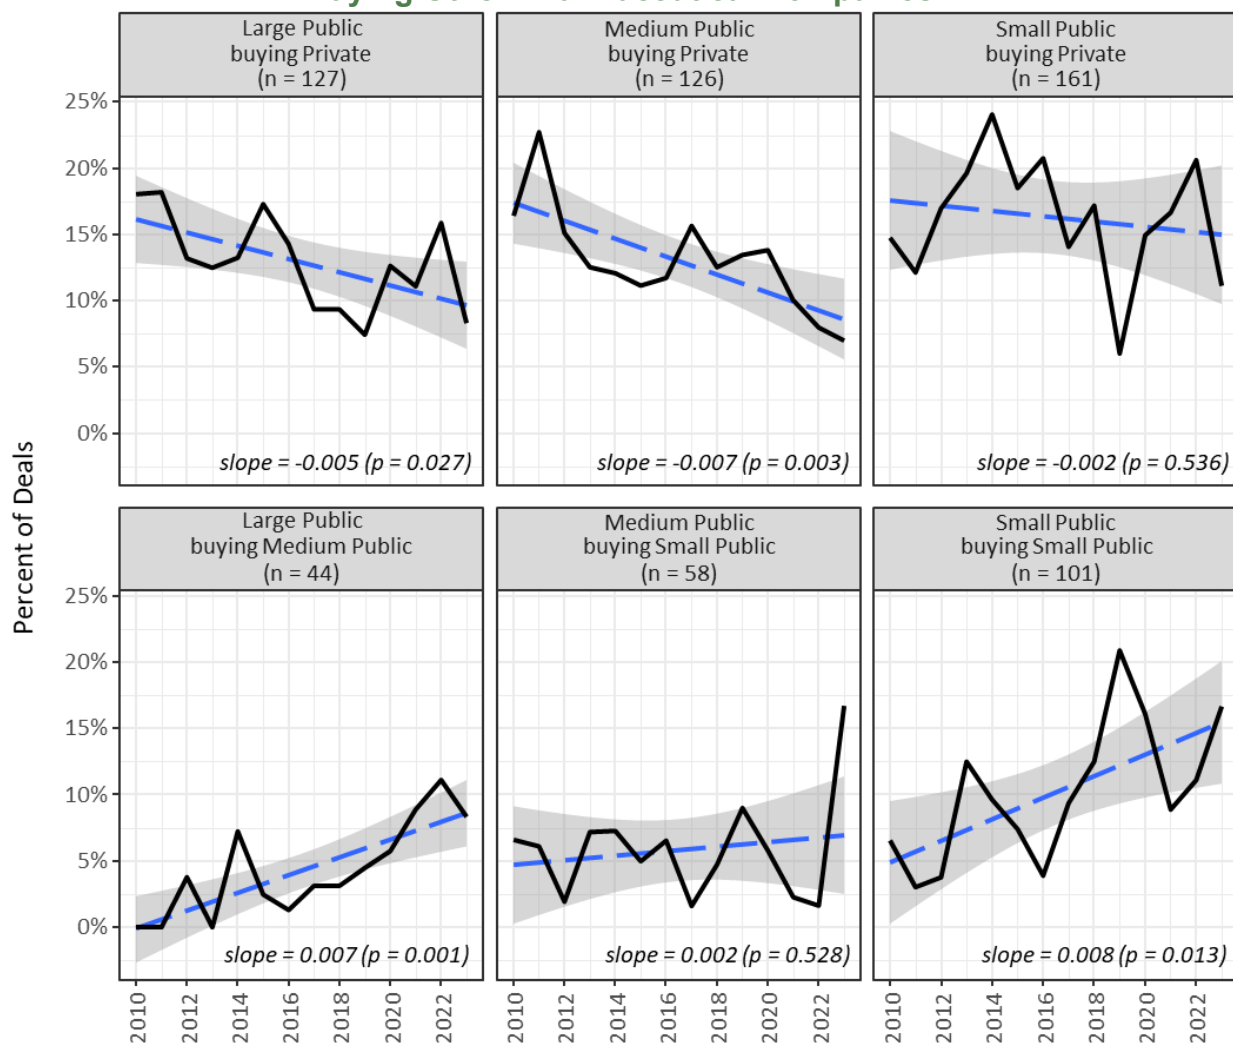 Large Public
buying Private
(n = 127)
Medium Public
buying Private
(n = 126)
Small Public
buying Private
(n = 161)
25%
20%
15%
10%
5%
0%
slope = -0.005 (p = 0.027)
slope = -0.007 (p = 0.003)
slope = -0.002 (p = 0.536)
Percent of Deals
Large Public
buying Medium Public
(n = 44)
Medium Public
buying Small Public
(n = 58)
Small Public
buying Small Public
(n = 101)
25%
20%
15%
10%
5%
0%
slope = 0.007 (p = 0.001)
slope = 0.002 (p = 0.528)
slope = 0.008 (p = 0.013)
2010 2012 2014 2016 2018 2020 2022
2010 2012 2014 2016 2018 2020 2022
2010 2012 2014 2016 2018 2020 2022